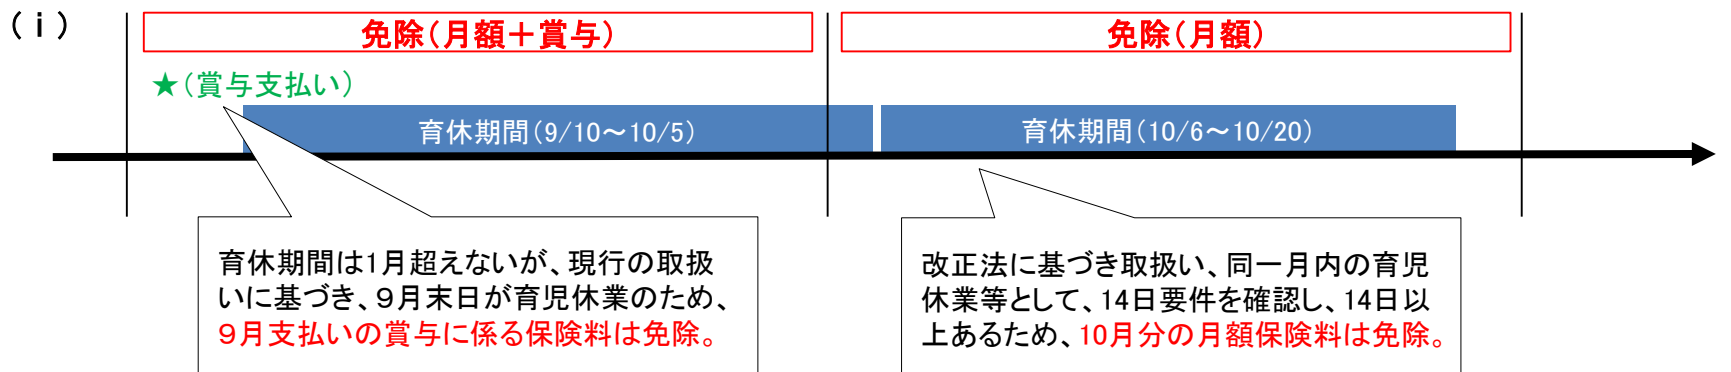 (ⅰ)
免除(月額＋賞与)
免除(月額)
★(賞与支払い)
育休期間(9/10～10/5)
育休期間(10/6～10/20)
育休期間は1月超えないが、現行の取扱
いに基づき、９月末日が育児休業のため、
９月支払いの賞与に係る保険料は免除。
改正法に基づき取扱い、同一月内の育児
休業等として、14日要件を確認し、14日以
上あるため、10月分の月額保険料は免除。